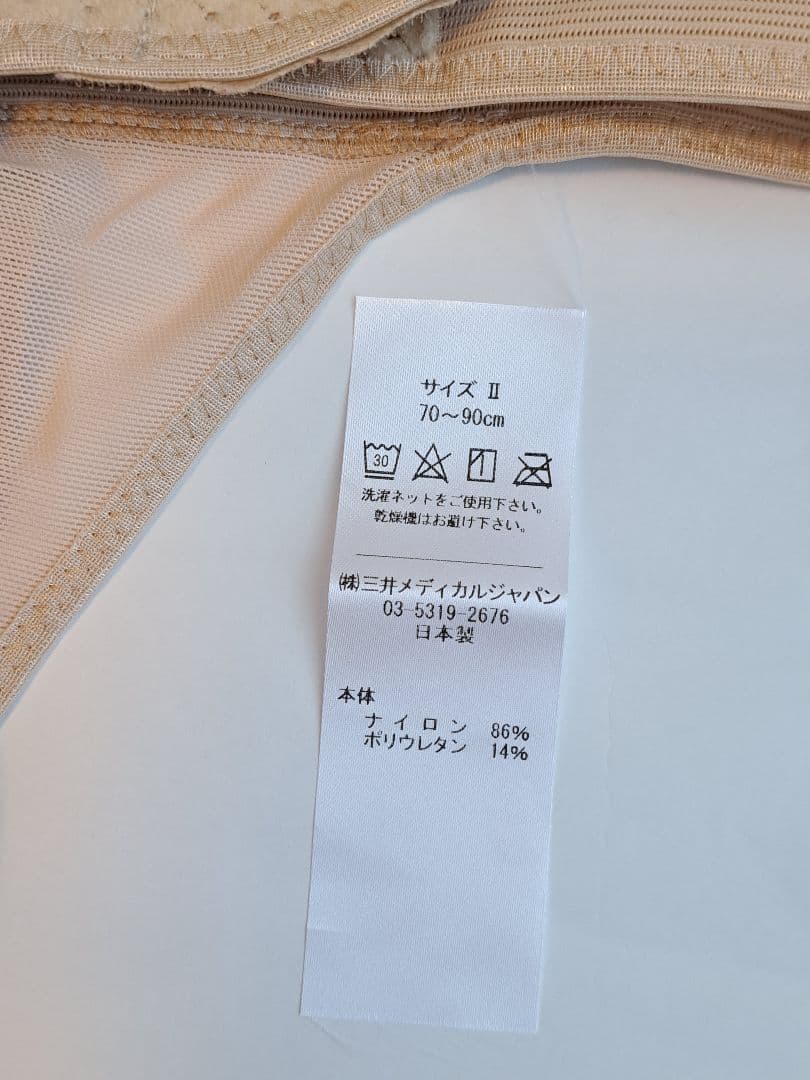 サイズ Ⅱ
70～90cm
30
洗濯ネットをご使用下さい。
乾燥機はお避け下さい。
㈱三井メディカルジャパン
03-5319-2676
日本製
本体
ナイロン 86%
ポリウレタン 14%